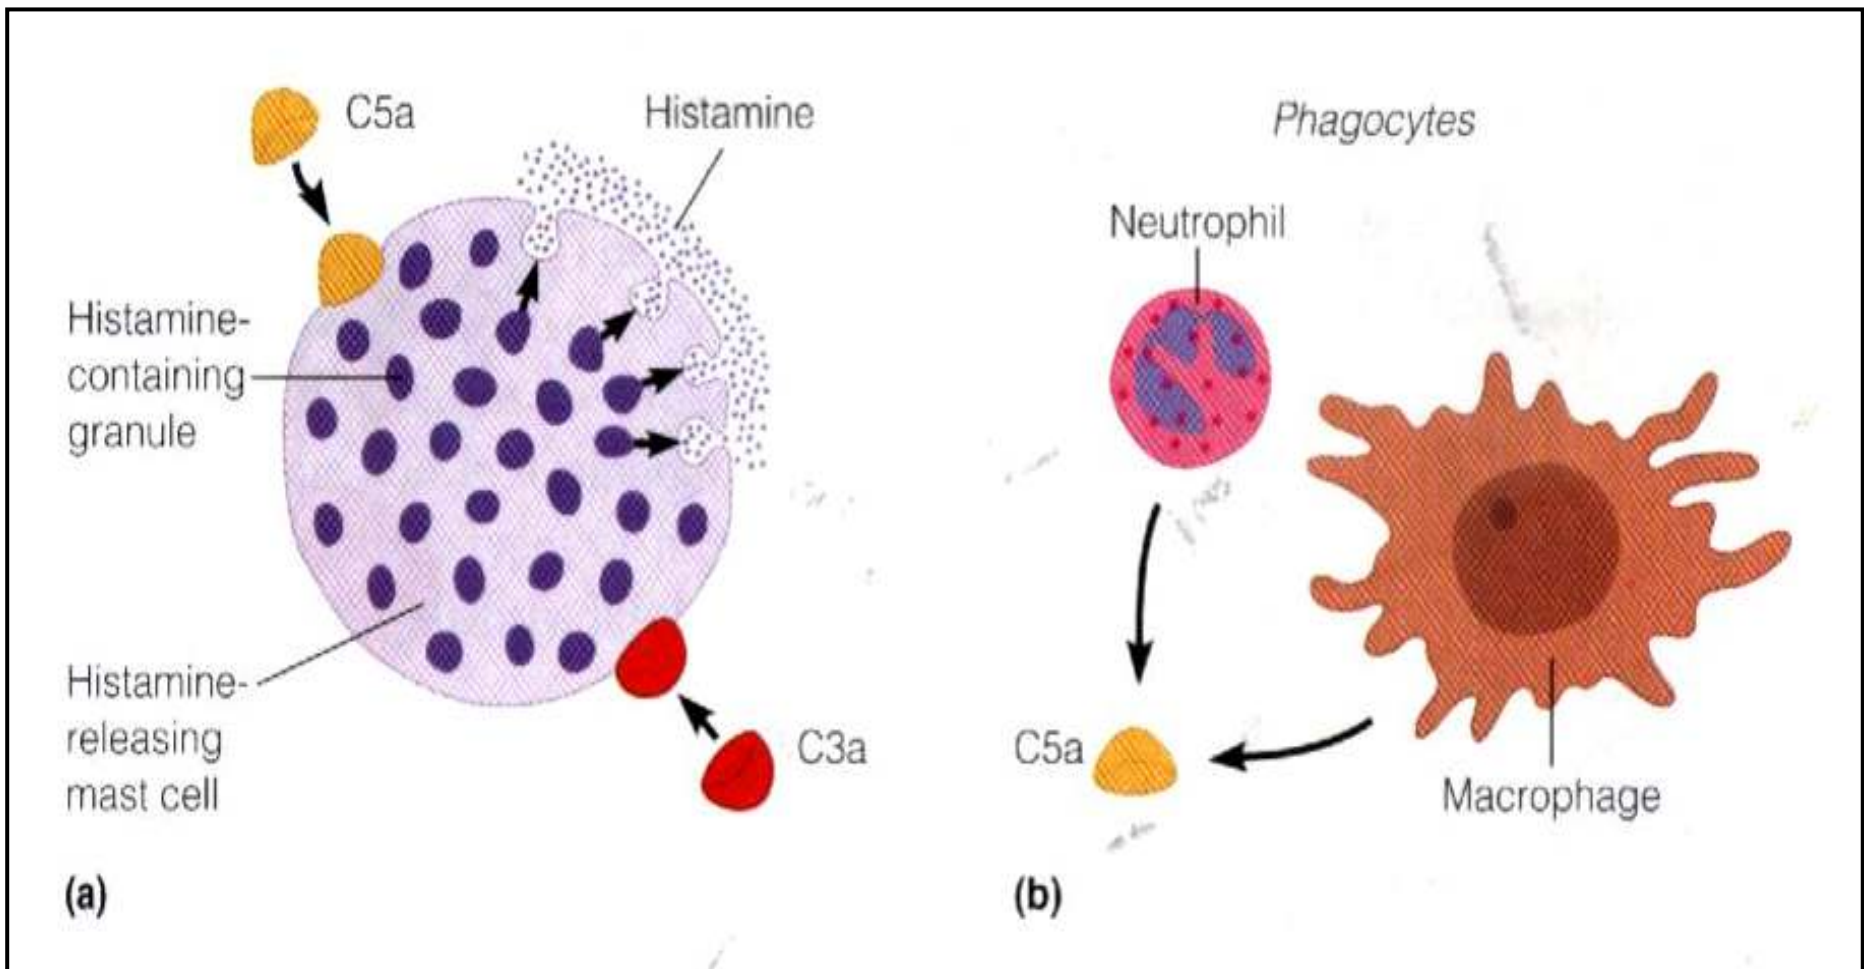 C5a
Histamine
Histamine-
containing
granule
Histamine-
releasing
mast cell
C3a
(a)
Phagocytes
Neutrophil
C5a
Macrophage
(b)